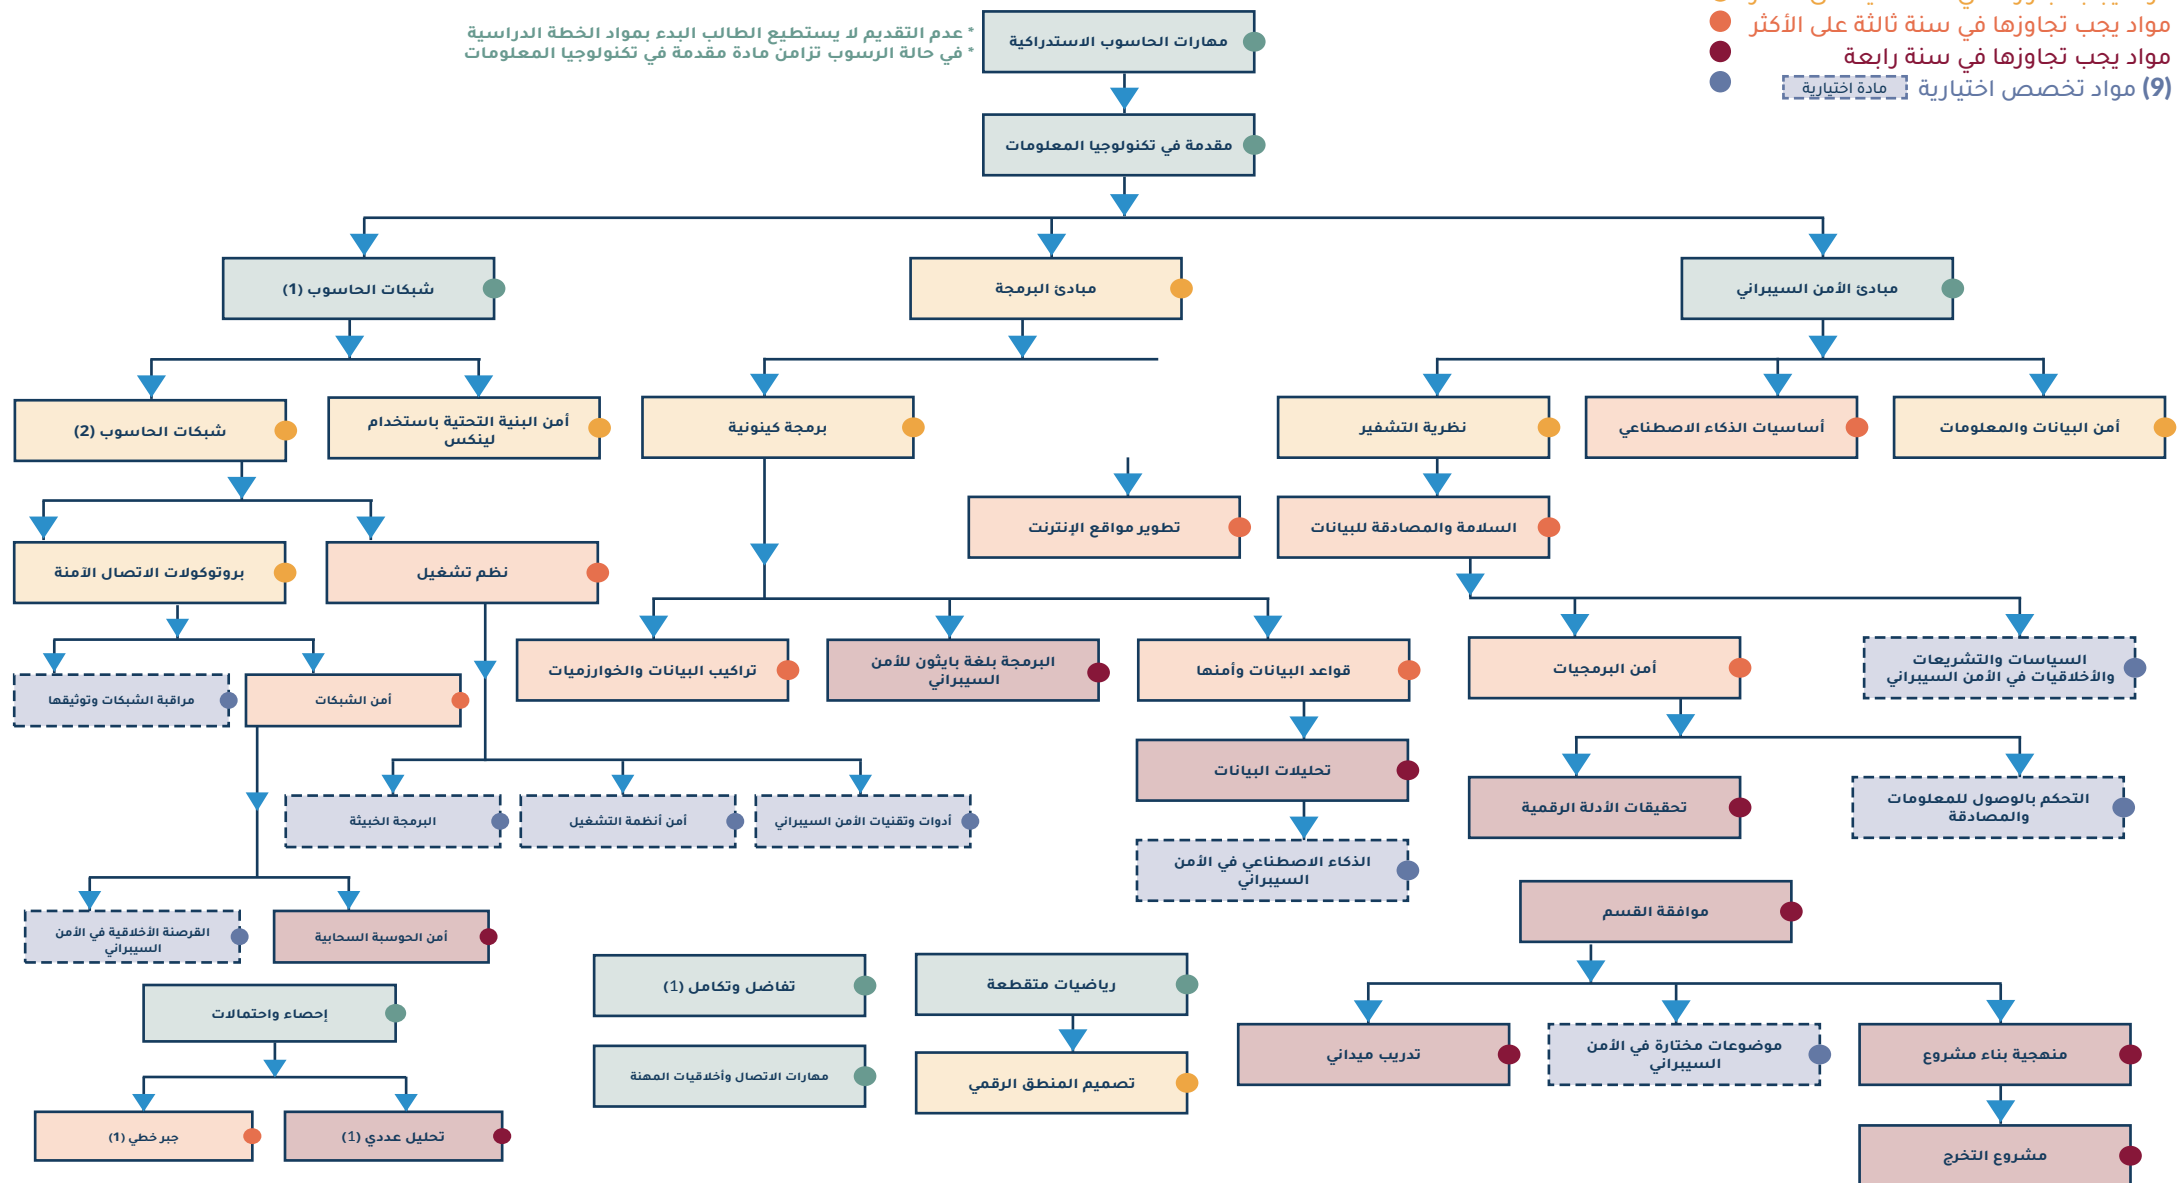 مواد يجب تجاوزها في سنة ثالثة على الأكثر
مواد يجب تجاوزها في سنة رابعة
(9) مواد تخصص اختيارية
مادة اختيارية
* عدم التقديم لا يستطيع الطالب البدء بمواد الخطة الدراسية
* في حالة الرسوب تزامن مادة مقدمة في تكنولوجيا المعلومات
مهارات الحاسوب الاستدراكية
مقدمة في تكنولوجيا المعلومات
مبادئ الأمن السيبراني
مبادئ البرمجة
شبكات الحاسوب (1)
أمن البيانات والمعلومات
أساسيات الذكاء الاصطناعي
نظرية التشفير
برمجة كينونية
أمن البنية التحتية باستخدام
لينكس
شبكات الحاسوب (2)
السلامة والمصادقة للبيانات
تطوير مواقع الإنترنت
نظم تشغيل
بروتوكولات الاتصال الآمنة
السياسات والتشريعات
والأخلاقيات في الأمن السيبراني
أمن البرمجيات
قواعد البيانات وأمنها
البرمجة بلغة بايثون للأمن
السيبراني
تراكيب البيانات والخوارزميات
أمن الشبكات
مراقبة الشبكات وتوثيقها
التحكم بالوصول للمعلومات
والمصادقة
تحقيقات الأدلة الرقمية
تحليلات البيانات
أدوات وتقنيات الأمن السيبراني
أمن أنظمة التشغيل
البرمجة الخبيثة
الذكاء الاصطناعي في الأمن
السيبراني
موافقة القسم
أمن الحوسبة السحابية
القرصنة الأخلاقية في الأمن
السيبراني
رياضيات متقطعة
تفاضل وتكامل (1)
إحصاء واحتمالات
منهجية بناء مشروع
موضوعات مختارة في الأمن
السيبراني
تدريب ميداني
تصميم المنطق الرقمي
مهارات الاتصال وأخلاقيات المهنة
تحليل عددي (1)
جبر خطي (1)
مشروع التخرج